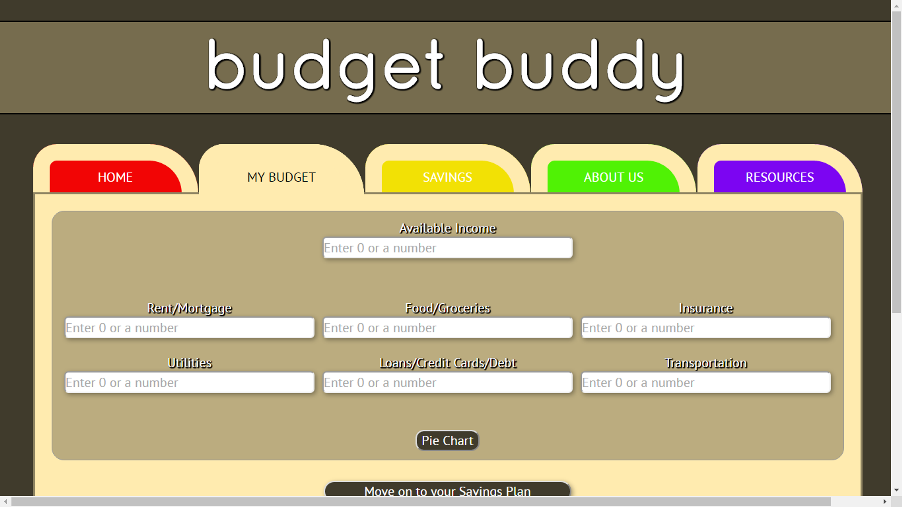 budget buddy
HOME MY BUDGET SAVINGS ABOUT US RESOURCES
Available Income
Enter 0 or a number
Rent/Mortgage Food/Groceries Insurance
Enter 0 or a number Enter 0 or a number Enter 0 or a number
Utilities Loans/Credit Cards/Debt Transportation
Enter 0 or a number Enter 0 or a number Enter 0 or a number
Pie Chart
Move on to your Savings Plan